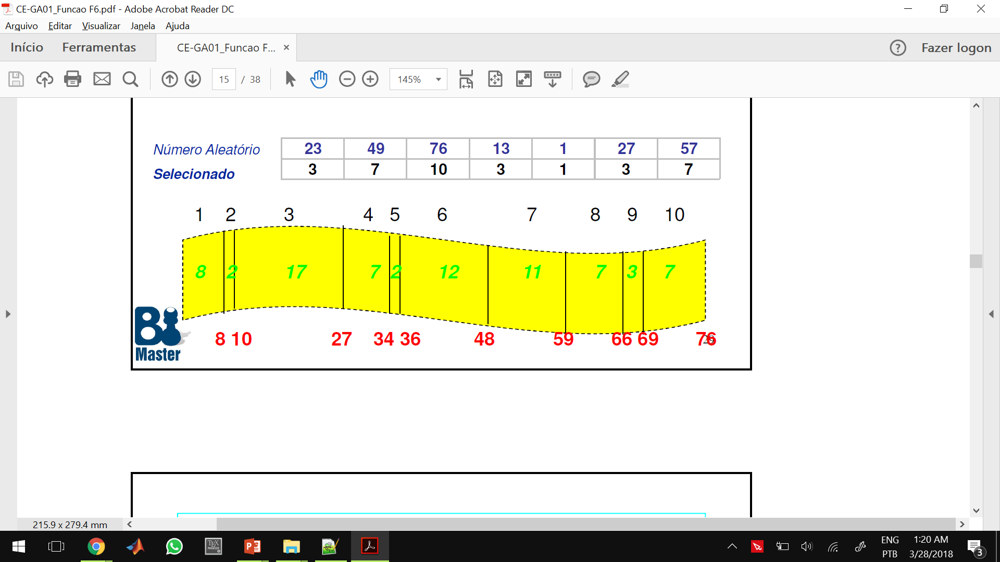 CE-GA01_Funcao F6.pdf - Adobe Acrobat Reader DC
Arquivo Editar Visualizar Janela Ajuda
Início Ferramentas CE-GA01_Funcao F... × ? Fazer logon
15 / 38 145%
Número Aleatório 23 49 76 13 1 27 57
Selecionado 3 7 10 3 1 3 7
1 2 3 4 5 6 7 8 9 10
8 2 17 7 2 12 11 7 3 7
8 10 27 34 36 48 59 66 69 76
29
BI
Master
215.9 x 279.4 mm
ENG 1:20 AM
PTB 3/28/2018 3